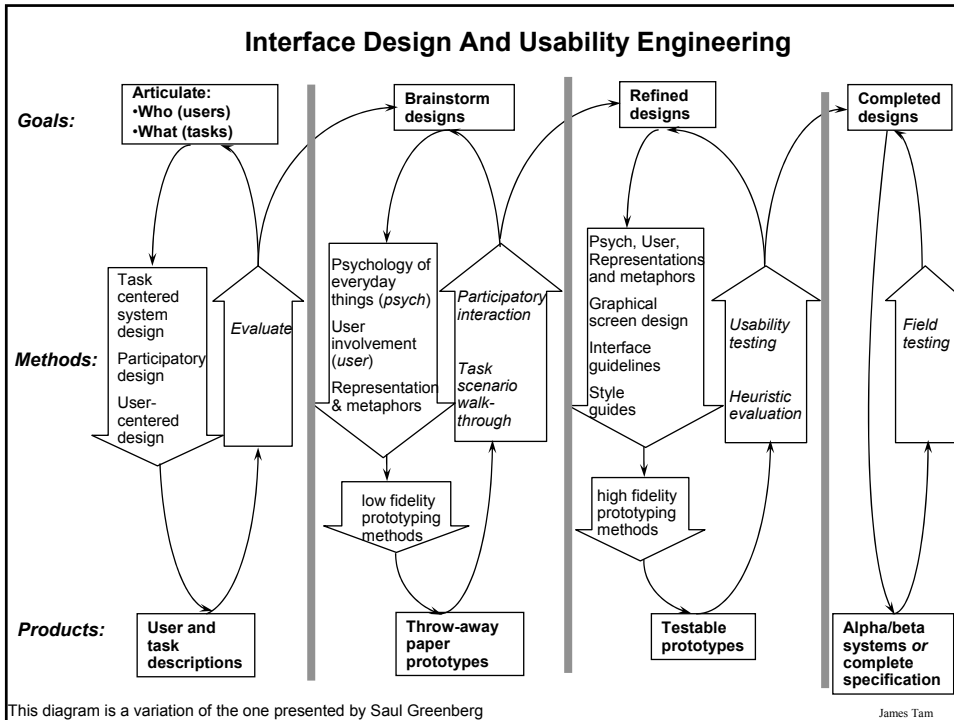 Interface Design And Usability Engineering
Goals:
Articulate:
•Who (users)
•What (tasks)
Brainstorm
designs
Refined
designs
Completed
designs
Methods:
Task
centered
system
design
Participatory
design
User-
centered
design
Evaluate
Psychology of
everyday
things (psych)
User
involvement
(user)
Representation
& metaphors
low fidelity
prototyping
methods
Participatory
interaction
Task
scenario
walk-
through
Psych, User,
Representations
and metaphors
Graphical
screen design
Interface
guidelines
Style
guides
high fidelity
prototyping
methods
Usability
testing
Heuristic
evaluation
Field
testing
Products:
User and
task
descriptions
Throw-away
paper
prototypes
Testable
prototypes
Alpha/beta
systems or
complete
specification
This diagram is a variation of the one presented by Saul Greenberg
James Tam